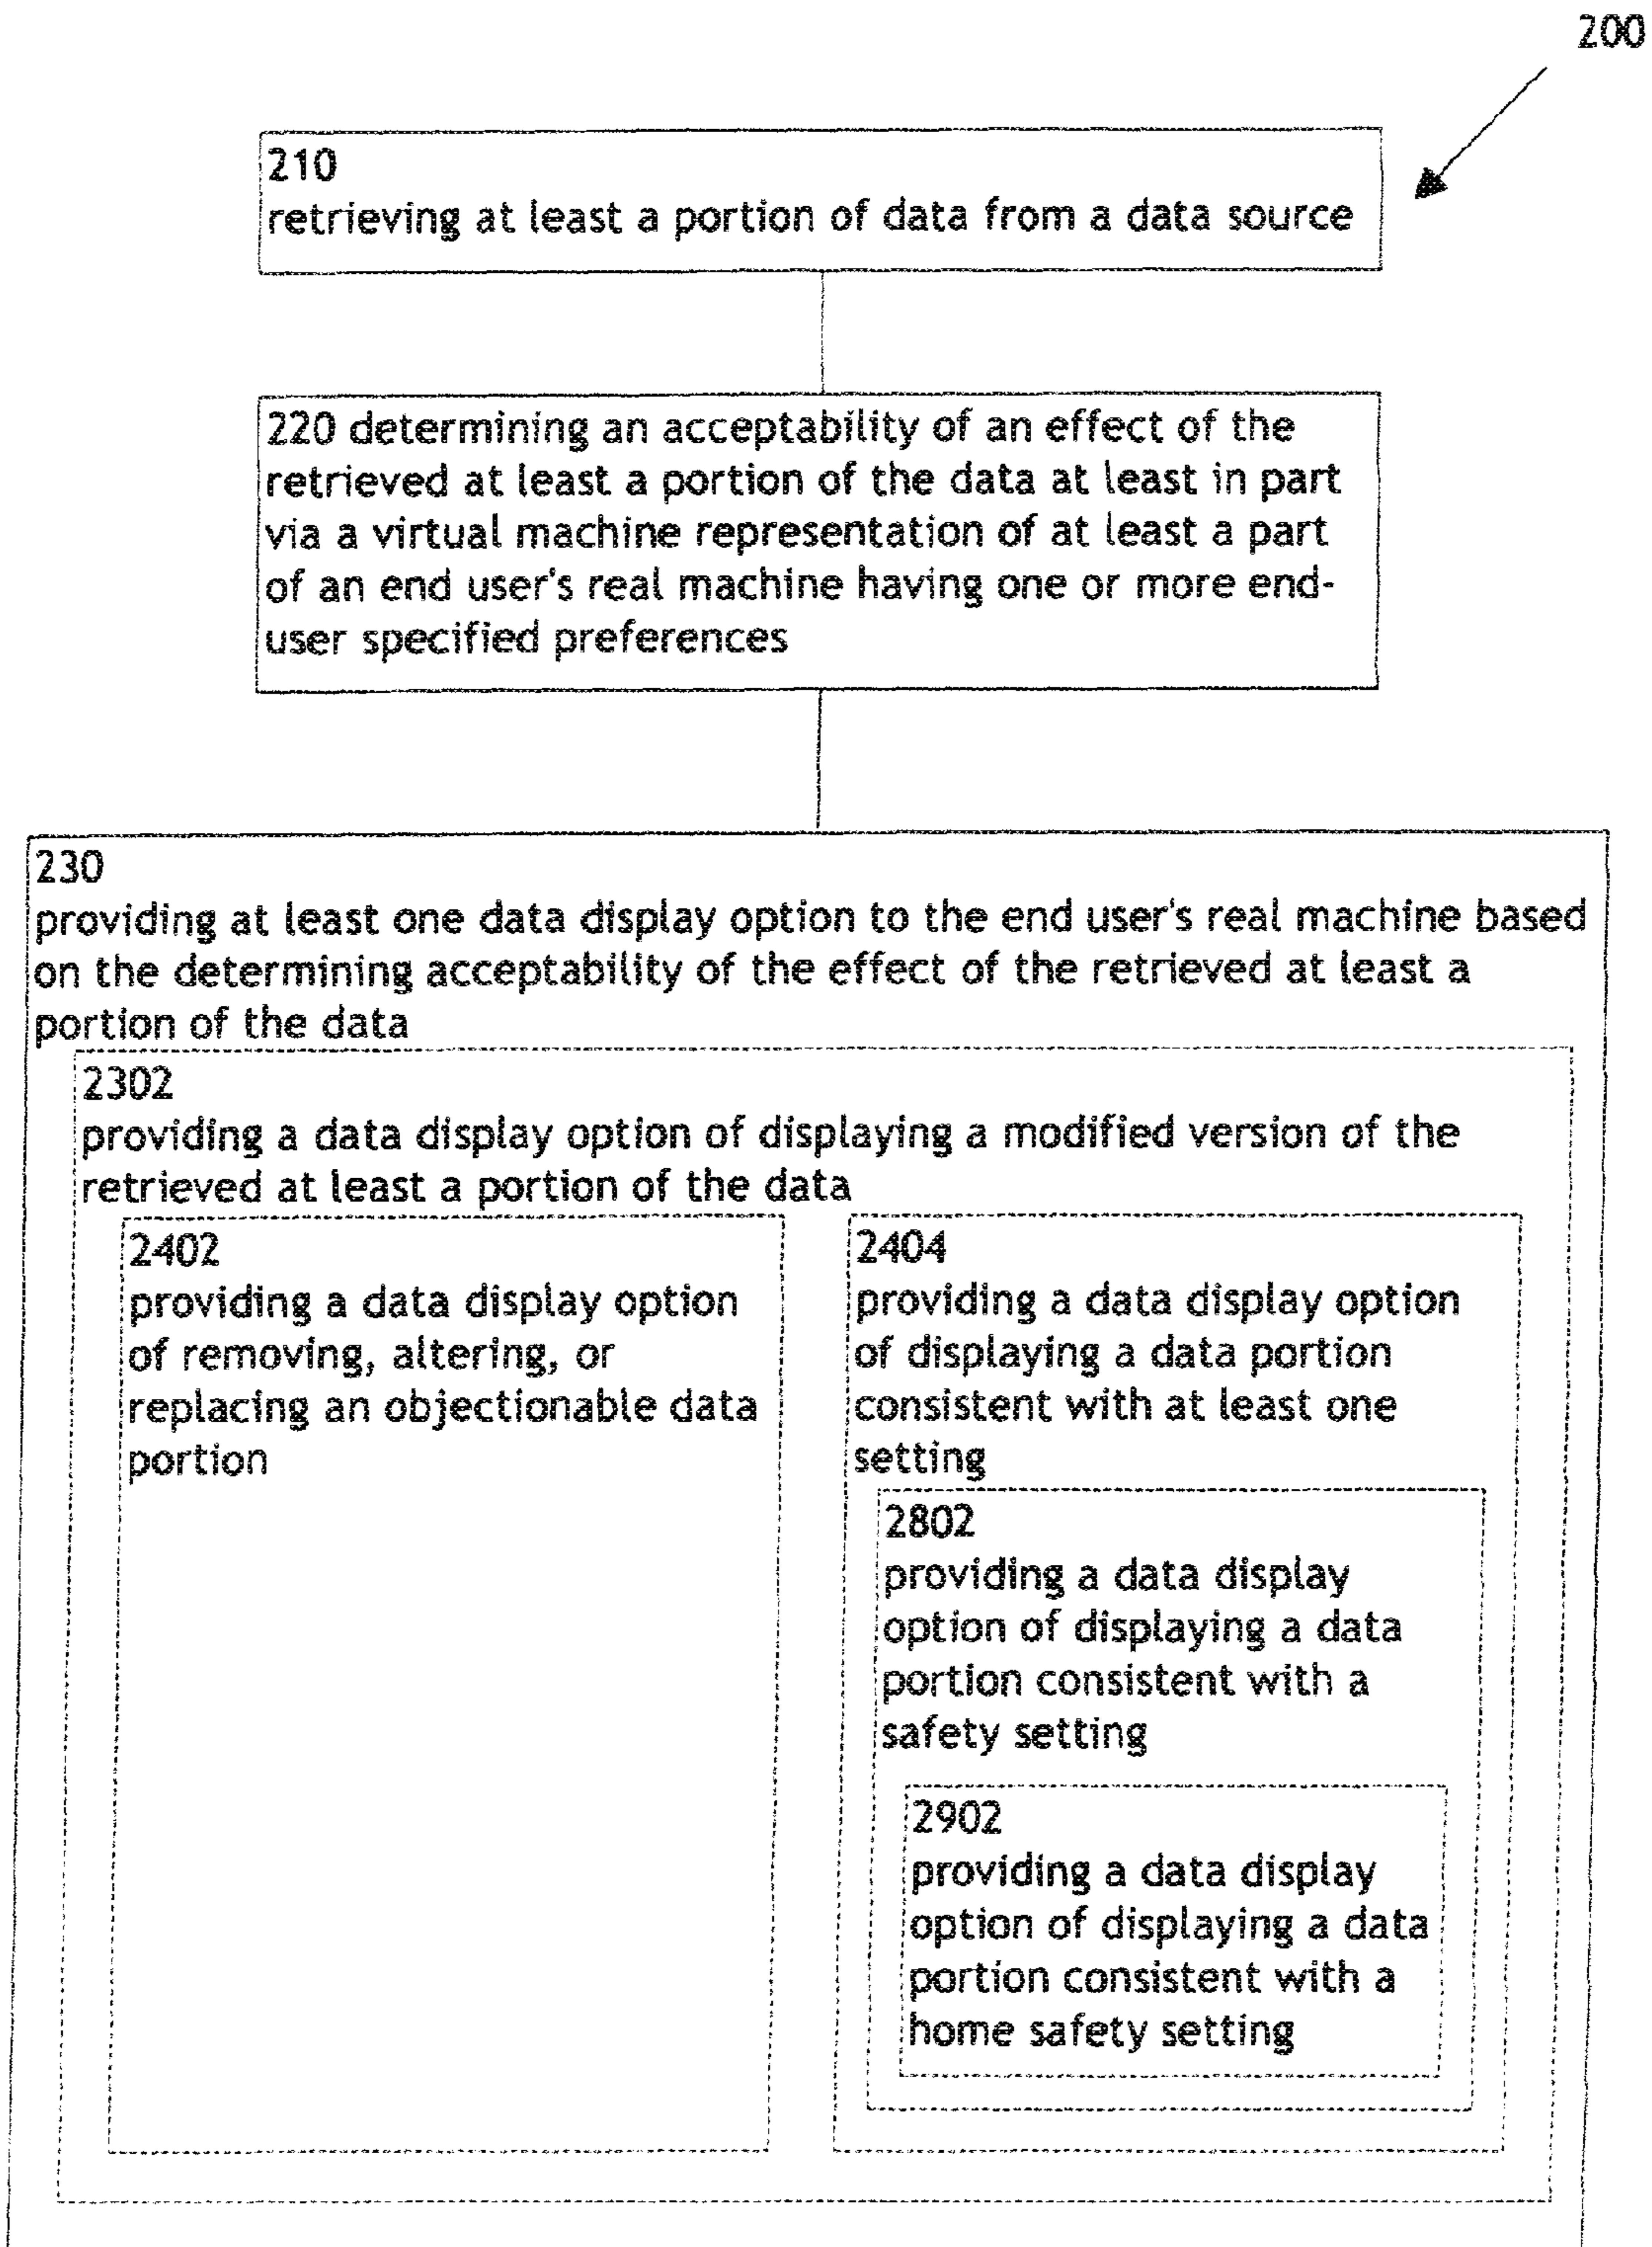 200
210
retrieving at least a portion of data from a data source
220 determining an acceptability of an effect of the
retrieved at least a portion of the data at least in part
via a virtual machine representation of at least a part
of an end user's real machine having one or more end-
user specified preferences
230
providing at least one data display option to the end user's real machine based
on the determining acceptability of the effect of the retrieved at least a
portion of the data
2302
providing a data display option of displaying a modified version of the
retrieved at least a portion of the data
2402
providing a data display option
of removing, altering, or
replacing an objectionable data
portion
2404
providing a data display option
of displaying a data portion
consistent with at least one
setting
2802
providing a data display
option of displaying a data
portion consistent with a
safety setting
2902
providing a data display
option of displaying a data
portion consistent with a
home safety setting